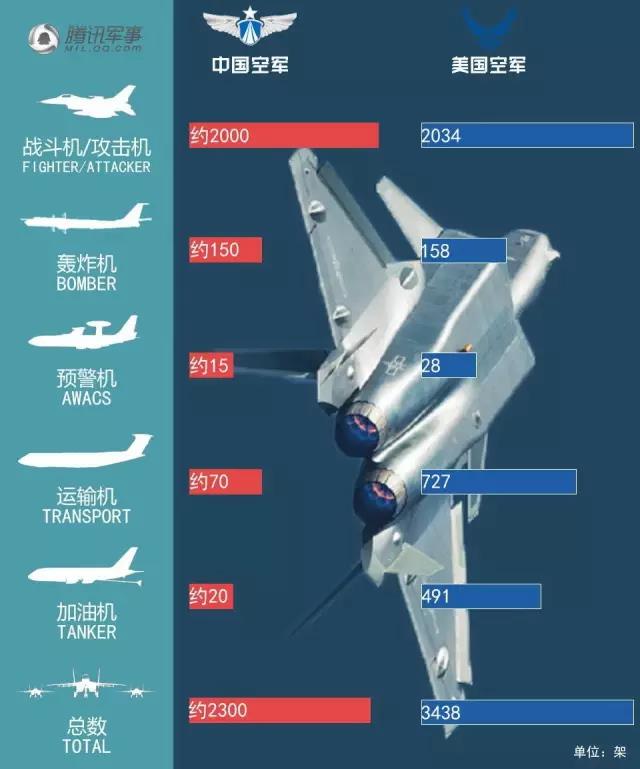 腾讯军事
MIL.QQ.COM
中国空军
美国空军
战斗机/攻击机
FIGHTER/ATTACKER
约2000
2034
轰炸机
BOMBER
约150
158
预警机
AWACS
约15
28
运输机
TRANSPORT
约70
727
加油机
TANKER
约20
491
总数
TOTAL
约2300
3438
单位：架